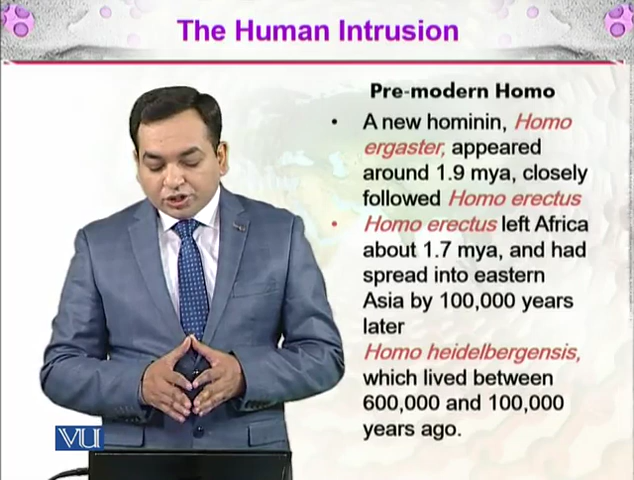 The Human Intrusion
Pre-modern Homo
• A new hominin, Homo
ergaster, appeared
around 1.9 mya, closely
followed Homo erectus
• Homo erectus left Africa
about 1.7 mya, and had
spread into eastern
Asia by 100,000 years
later
Homo heidelbergensis,
which lived between
600,000 and 100,000
years ago.
VU